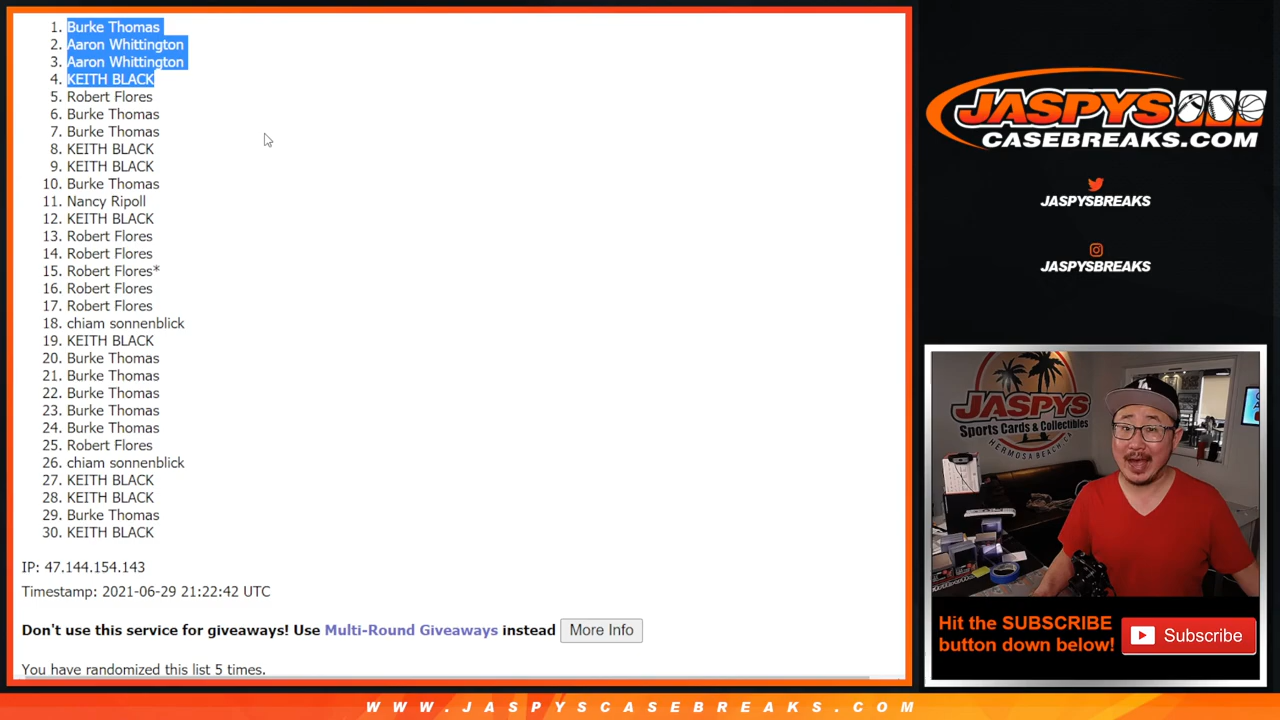 1. Burke Thomas
2. Aaron Whittington
3. Aaron Whittington
4. KEITH BLACK
5. Robert Flores
6. Burke Thomas
7. Burke Thomas
8. KEITH BLACK
9. KEITH BLACK
10. Burke Thomas
11. Nancy Ripoll
12. KEITH BLACK
13. Robert Flores
14. Robert Flores
15. Robert Flores*
16. Robert Flores
17. Robert Flores
18. chiam sonnenblick
19. KEITH BLACK
20. Burke Thomas
21. Burke Thomas
22. Burke Thomas
23. Burke Thomas
24. Burke Thomas
25. Robert Flores
26. chiam sonnenblick
27. KEITH BLACK
28. KEITH BLACK
29. Burke Thomas
30. KEITH BLACK
IP: 47.144.154.143
Timestamp: 2021-06-29 21:22:42 UTC
Don't use this service for giveaways! Use Multi-Round Giveaways instead More Info
You have randomized this list 5 times.
JASPYS
CASEBREAKS.COM
JASPYSBREAKS
JASPYSBREAKS
JASPYS
Sports Cards & Collectibles
HERMOSA BEACH, CA
Hit the SUBSCRIBE
button down below!
Subscribe
WWW.JASPYSCASEBREAKS.COM